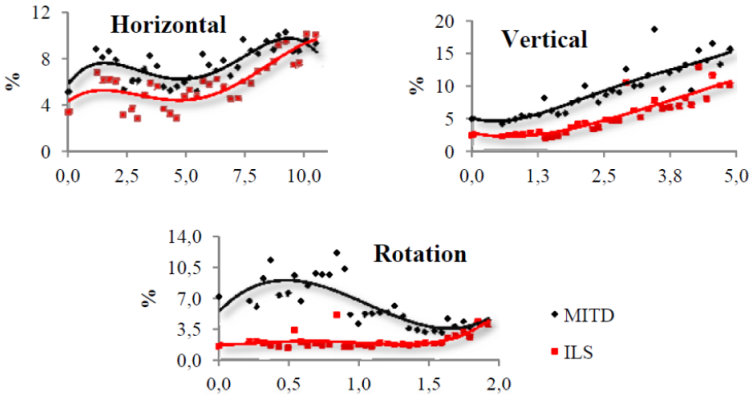 Horizontal
12
8
4
0
%
0,0 2,5 5,0 7,5 10,0
Vertical
20
15
10
5
0
%
0,0 1,3 2,5 3,8 5,0
Rotation
14,0
10,5
7,0
3,5
0,0
%
0,0 0,5 1,0 1,5 2,0
MITD
ILS